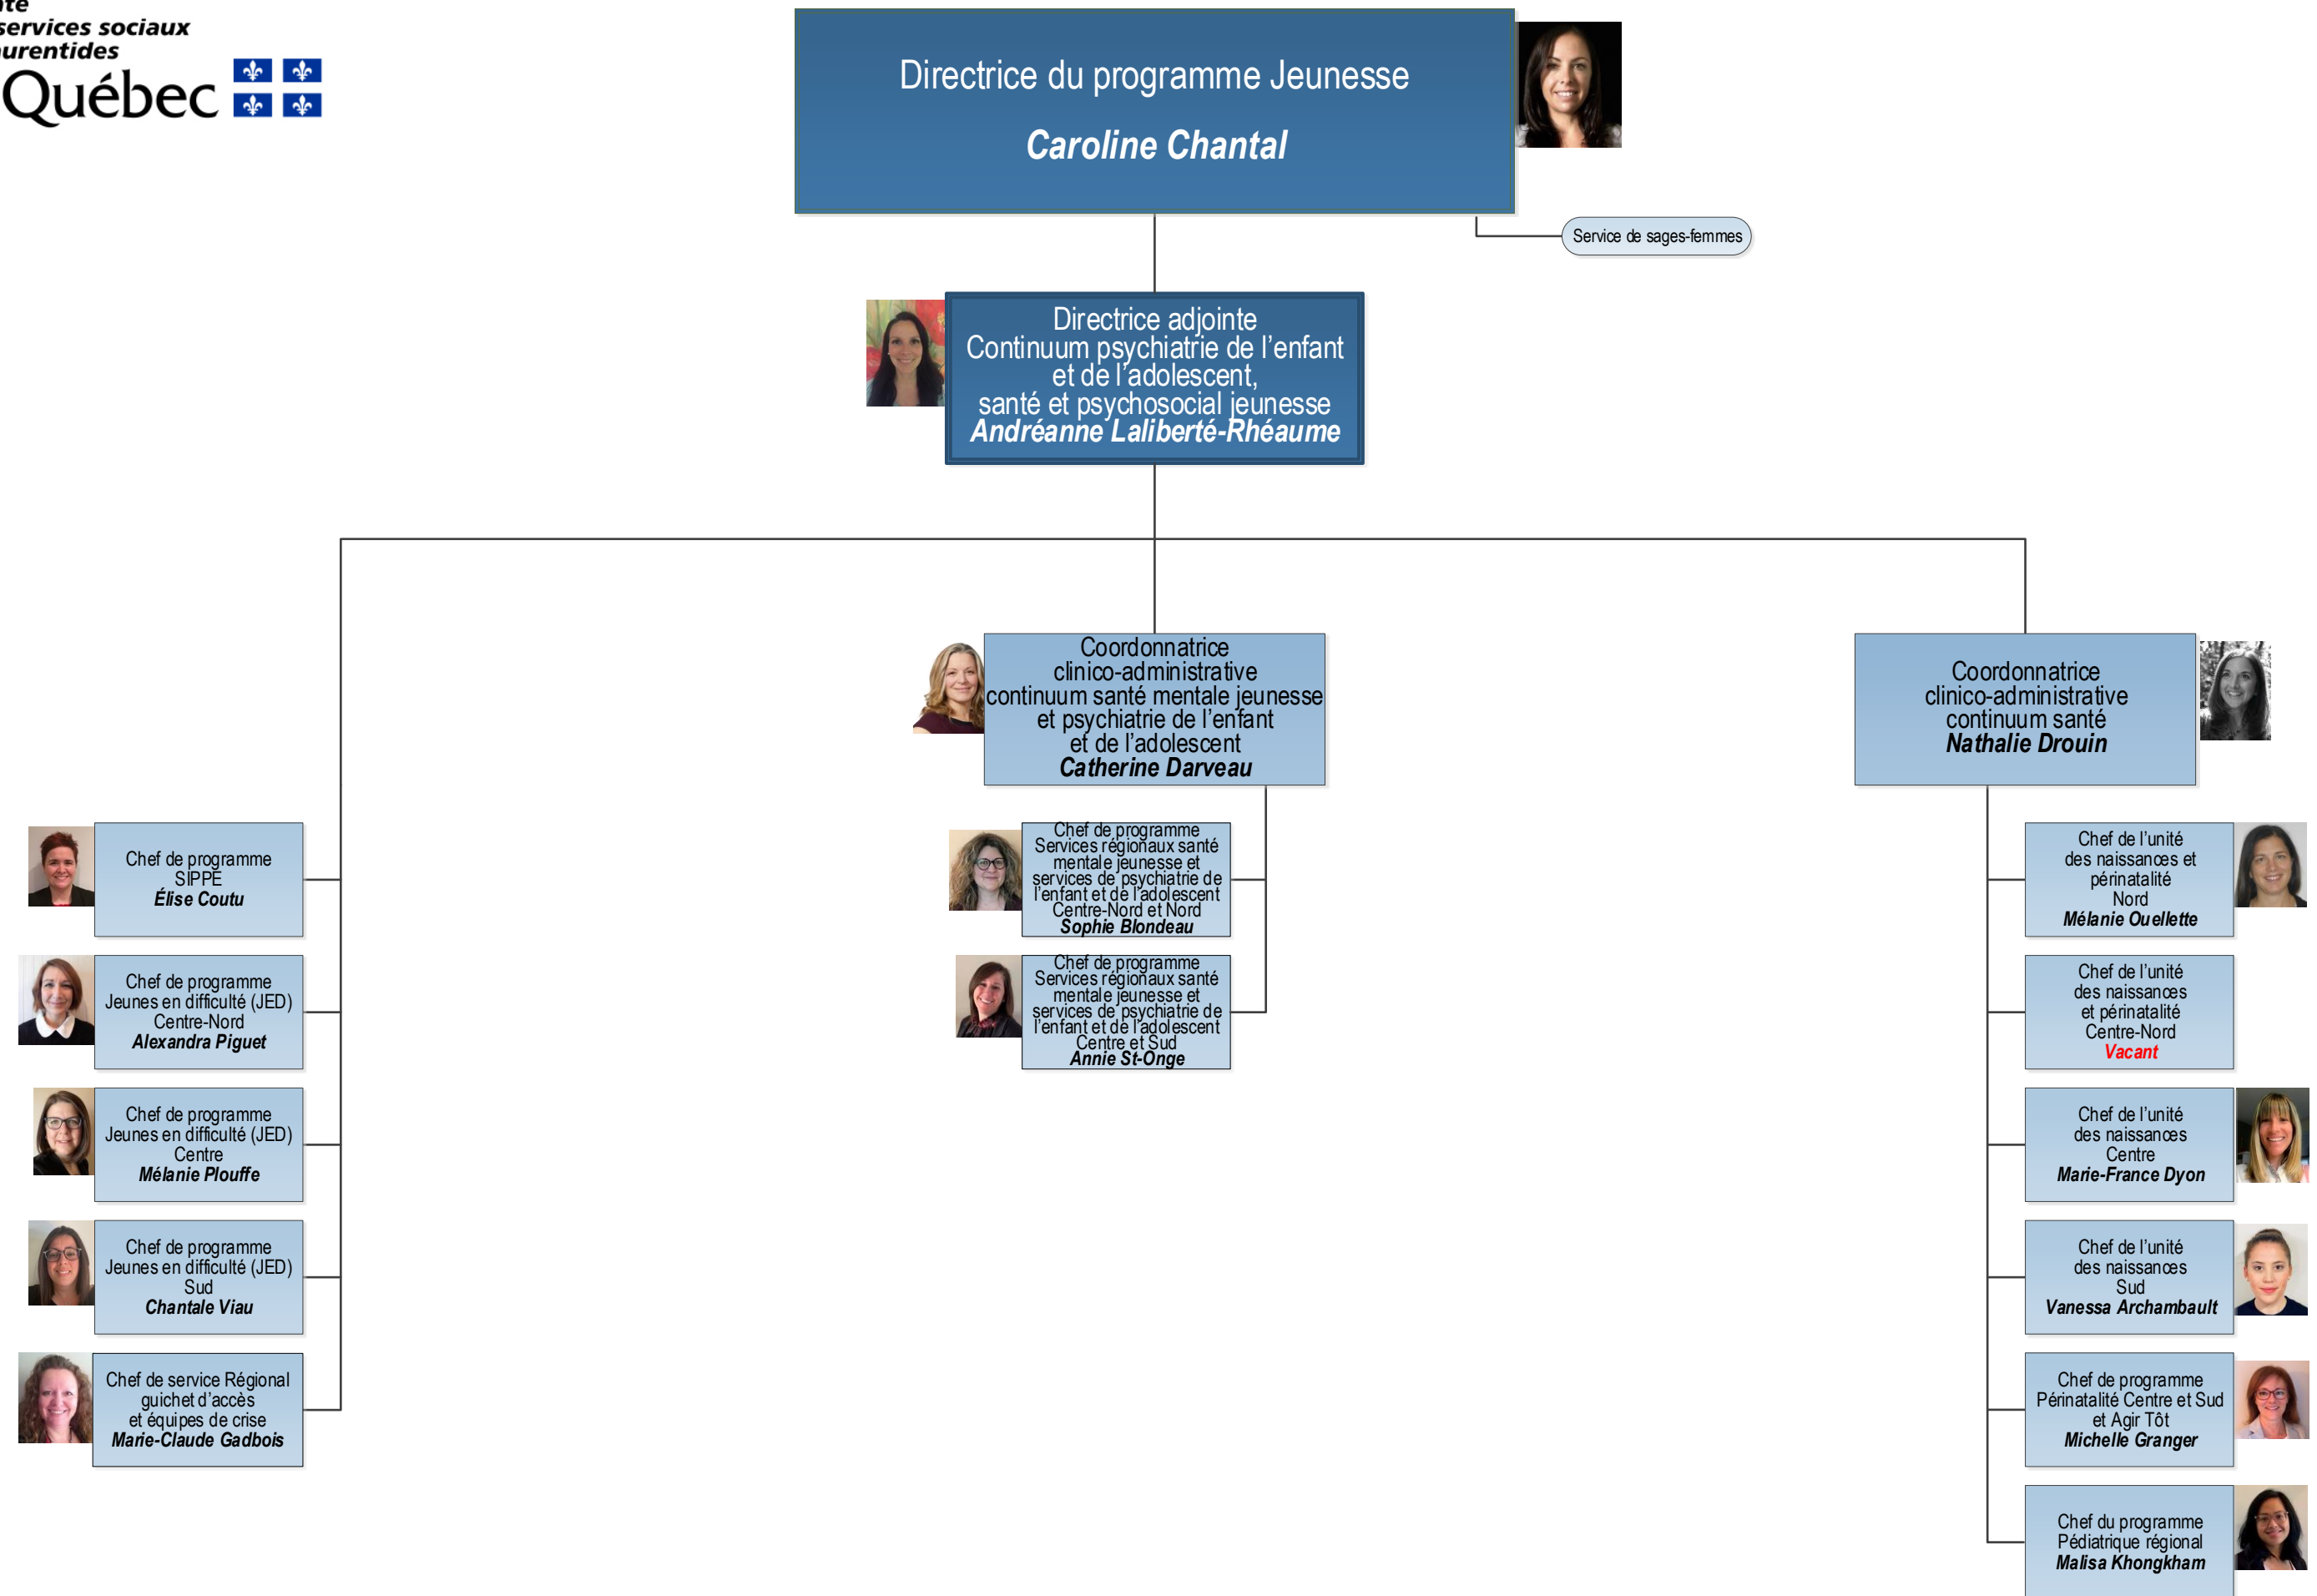 services sociaux
Québec
Directrice du programme Jeunesse
Caroline Chantal
Service de sages-femmes
Directrice adjointe
Continuum psychiatrie de l’enfant
et de l’adolescent,
santé et psychosocial jeunesse
Andréanne Laliberté-Rhéaume
Coordonnatrice
clinico-administrative
continuum santé mentale jeunesse
et psychiatrie de l’enfant
et de l’adolescent
Catherine Darveau
Coordonnatrice
clinico-administrative
continuum santé
Nathalie Drouin
Chef de programme
SIPPE
Élise Coutu
Chef de programme
Jeunes en difficulté (JED)
Centre-Nord
Alexandra Piguet
Chef de programme
Jeunes en difficulté (JED)
Centre
Mélanie Plouffe
Chef de programme
Jeunes en difficulté (JED)
Sud
Chantale Viau
Chef de service Régional
guichet d’accès
et équipes de crise
Marie-Claude Gadbois
Chef de programme
Services régionaux santé
mentale jeunesse et
services de psychiatrie de
l’enfant et de l’adolescent
Centre-Nord et Nord
Sophie Blondeau
Chef de programme
Services régionaux santé
mentale jeunesse et
services de psychiatrie de
l’enfant et de l’adolescent
Centre et Sud
Annie St-Onge
Chef de l’unité
des naissances et
périnatalité
Nord
Mélanie Ouellette
Chef de l’unité
des naissances
et périnatalité
Centre-Nord
Vacant
Chef de l’unité
des naissances
Centre
Marie-France Dyon
Chef de l’unité
des naissances
Sud
Vanessa Archambault
Chef de programme
Périnatalité Centre et Sud
et Agir Tôt
Michelle Granger
Chef du programme
Pédiatrique régional
Malisa Khongkham